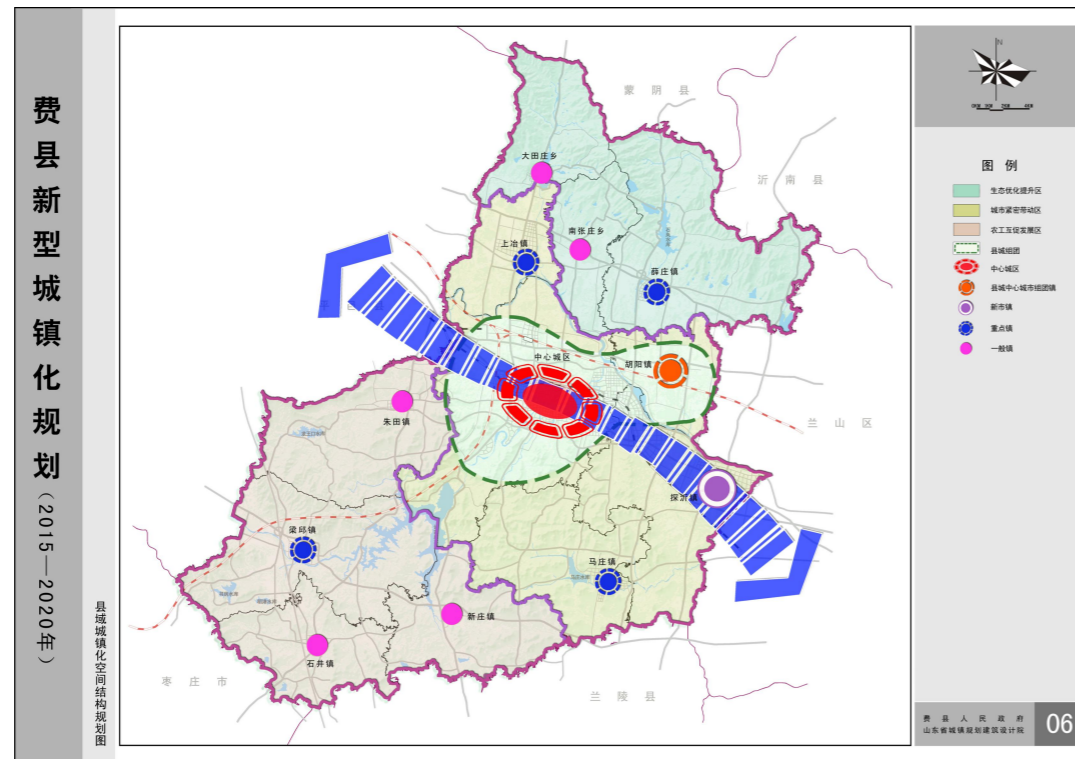 费县新型城镇化规划(2015—2020年)
县域城镇化空间结构规划图
蒙阴县
沂南县
大田庄乡
南张庄乡
上冶镇
薛庄镇
中心城区
胡阳镇
朱田镇
兰山区
探沂镇
梁邱镇
马庄镇
新庄镇
石井镇
枣庄市
兰陵县
N
图例
生态优化提升区
城市紧密带动区
农工互促发展区
县城组团
中心城区
县城中心城市组团镇
新市镇
重点镇
一般镇
费县人民政府
山东省城镇规划建筑设计院
06